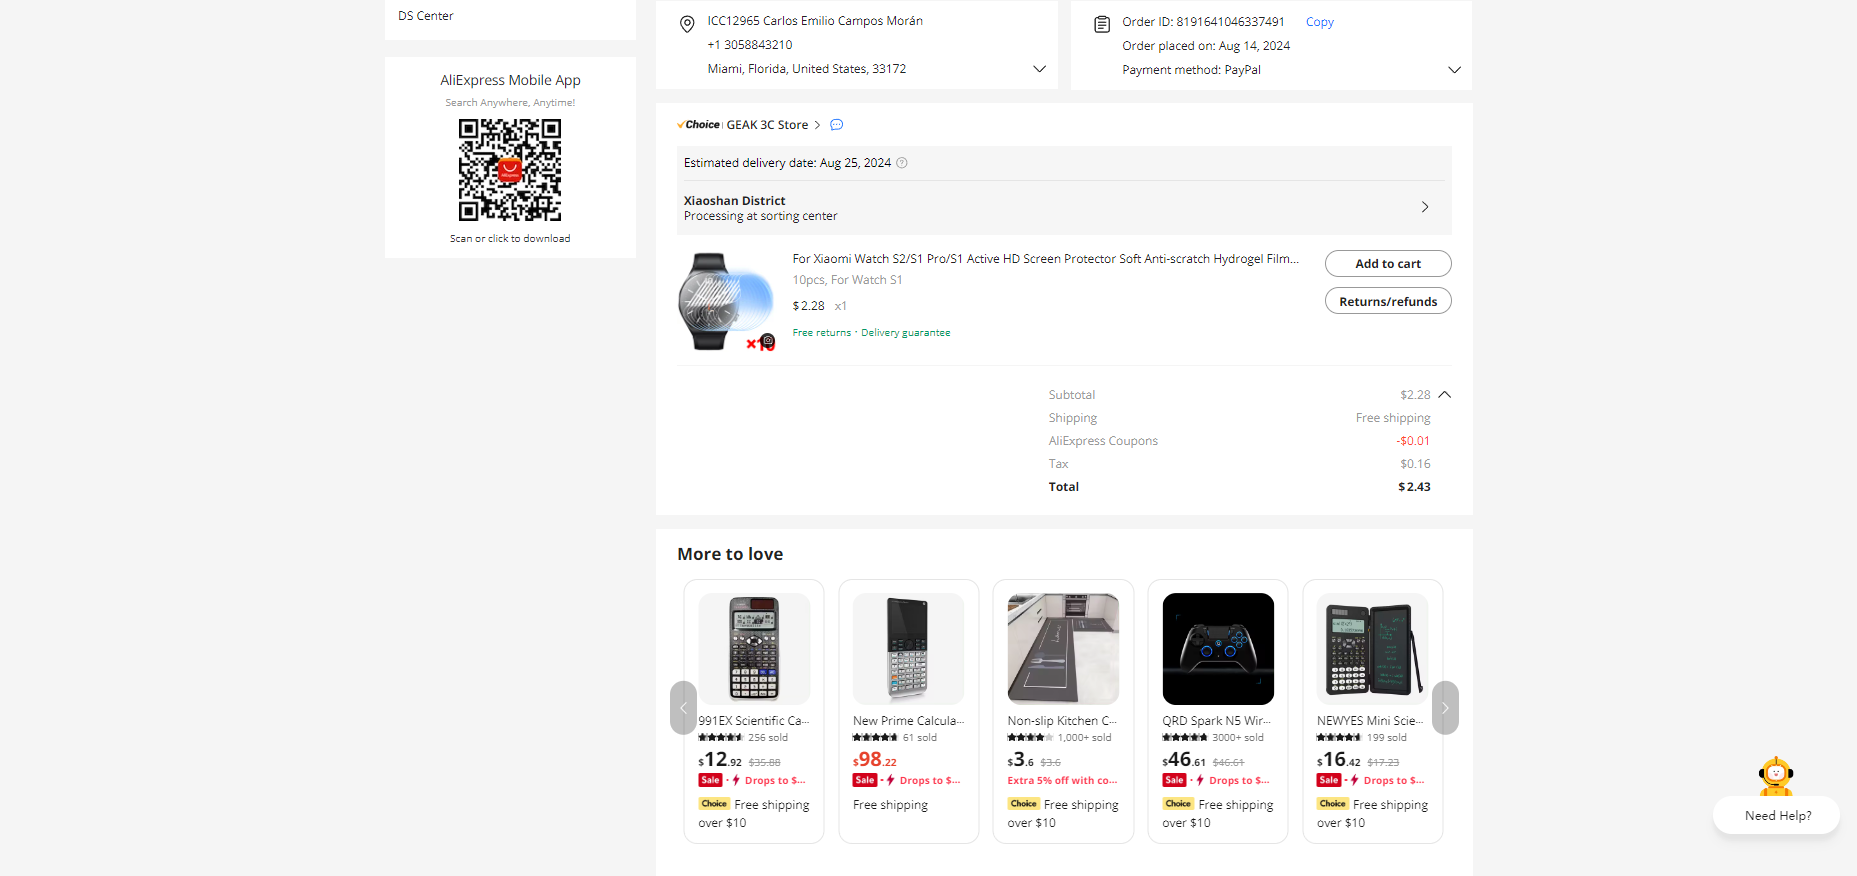 DS Center
AliExpress Mobile App
Search Anywhere, Anytime!
AliExpress
Scan or click to download
ICC12965 Carlos Emilio Campos Morán
+1 3058843210
Miami, Florida, United States, 33172
Order ID: 8191641046337491 Copy
Order placed on: Aug 14, 2024
Payment method: PayPal
Choice GEAK 3C Store
Estimated delivery date: Aug 25, 2024
Xiaoshan District
Processing at sorting center
For Xiaomi Watch S2/S1 Pro/S1 Active HD Screen Protector Soft Anti-scratch Hydrogel Film...
10pcs, For Watch S1
$2.28 x1
Free returns · Delivery guarantee
×10
Add to cart
Returns/refunds
Subtotal $2.28
Shipping Free shipping
AliExpress Coupons -$0.01
Tax $0.16
Total $2.43
More to love
991EX Scientific Ca...
256 sold
$12.92 $35.88
Sale · Drops to $...
Choice Free shipping
over $10
New Prime Calcula...
61 sold
$98.22
Sale · Drops to $...
Free shipping
Non-slip Kitchen C...
1,000+ sold
$3.6 $3.6
Extra 5% off with co...
Choice Free shipping
over $10
QRD Spark N5 Wir...
3000+ sold
$46.61 $46.61
Sale · Drops to $...
Choice Free shipping
over $10
NEWYES Mini Scie...
199 sold
$16.42 $17.23
Sale · Drops to $...
Choice Free shipping
over $10
Need Help?